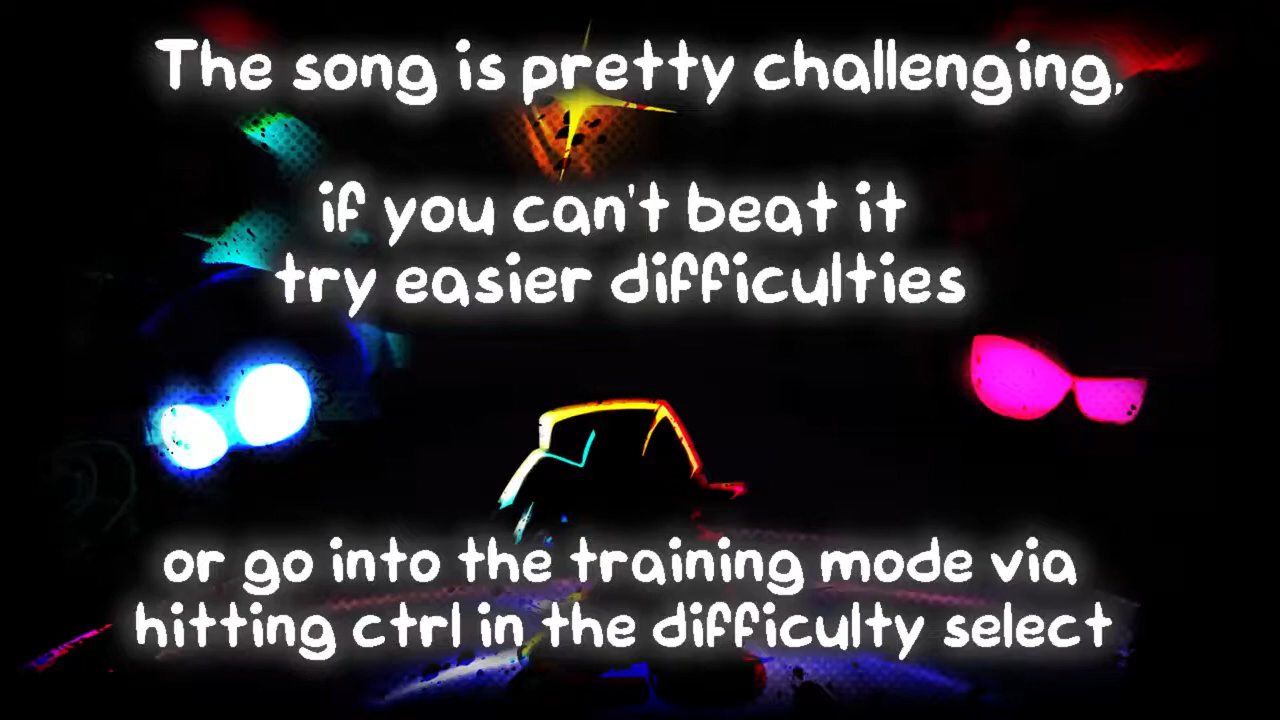 The song is pretty challenging,
if you can't beat it
try easier difficulties
or go into the training mode via
hitting ctrl in the difficulty select